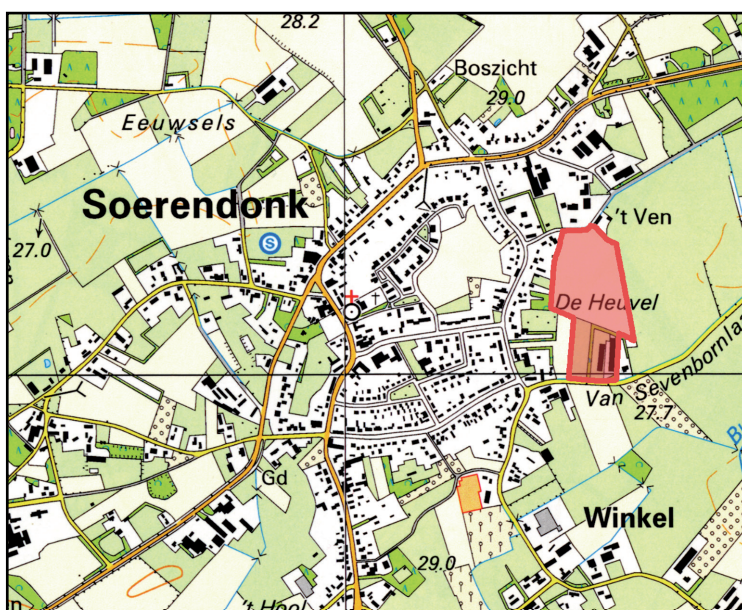 28.2
Boszicht
29.0
Eeuwsels
Soerendonk
't Ven
S
27.0
De Heuvel
D
Van Sevenbornla
27.7
Gd
Winkel
29.0
't Hool